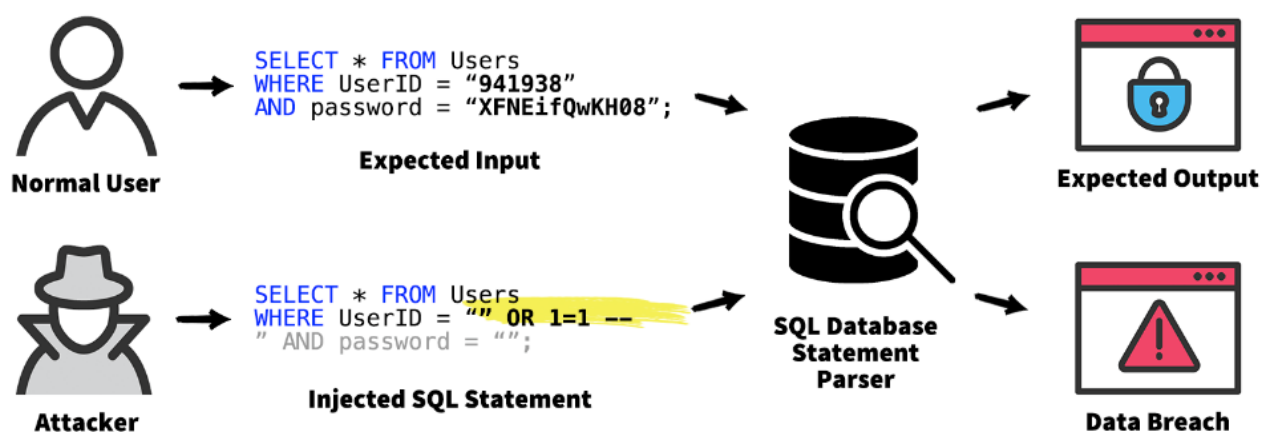 SELECT * FROM Users
WHERE UserID = “941938”
AND password = “XFNEifQwKH08”;
Expected Input
Normal User
Expected Output
SELECT * FROM Users
WHERE UserID = “” OR 1=1 --
” AND password = “”;
SQL Database
Statement
Parser
Injected SQL Statement
Attacker
Data Breach